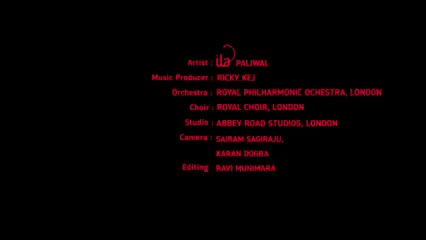 Artist : ila PALIWAL
Music Producer : RICKY KEJ
Orchestra : ROYAL PHILHARMONIC OCHESTRA, LONDON
Choir : ROYAL CHOIR, LONDON
Studio : ABBEY ROAD STUDIOS, LONDON
Camera : SAIRAM SAGIRAJU,
KARAN DOGRA
Editing : RAVI MUNIMARA